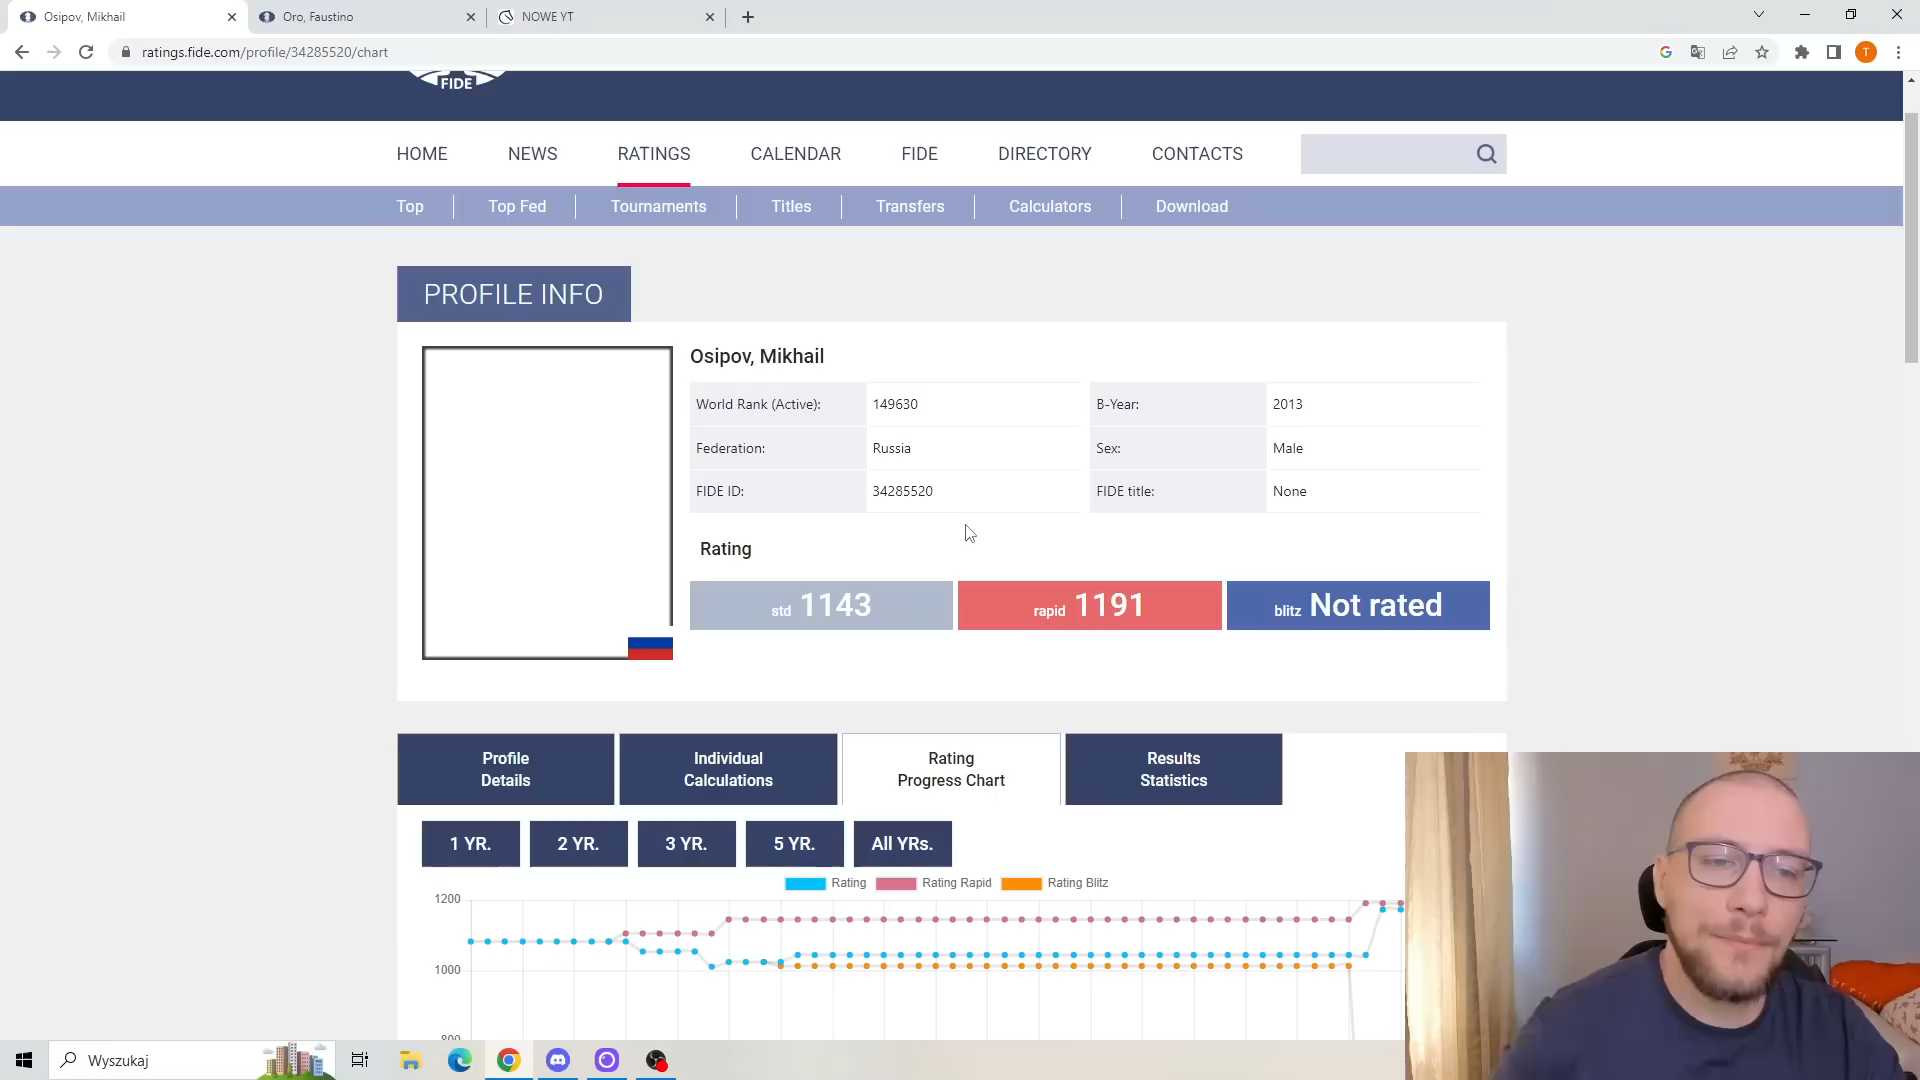 Osipov, Mikhail
Oro, Faustino
NOWE YT
ratings.fide.com/profile/34285520/chart
T
FIDE
HOME
NEWS
RATINGS
CALENDAR
FIDE
DIRECTORY
CONTACTS
Top
Top Fed
Tournaments
Titles
Transfers
Calculators
Download
PROFILE INFO
Osipov, Mikhail
World Rank (Active): 149630
B-Year: 2013
Federation: Russia
Sex: Male
FIDE ID: 34285520
FIDE title: None
Rating
std 1143
rapid 1191
blitz Not rated
Profile
Details
Individual
Calculations
Rating
Progress Chart
Results
Statistics
1 YR.
2 YR.
3 YR.
5 YR.
All YRs.
Rating
Rating Rapid
Rating Blitz
1200
1000
800
Wyszukaj